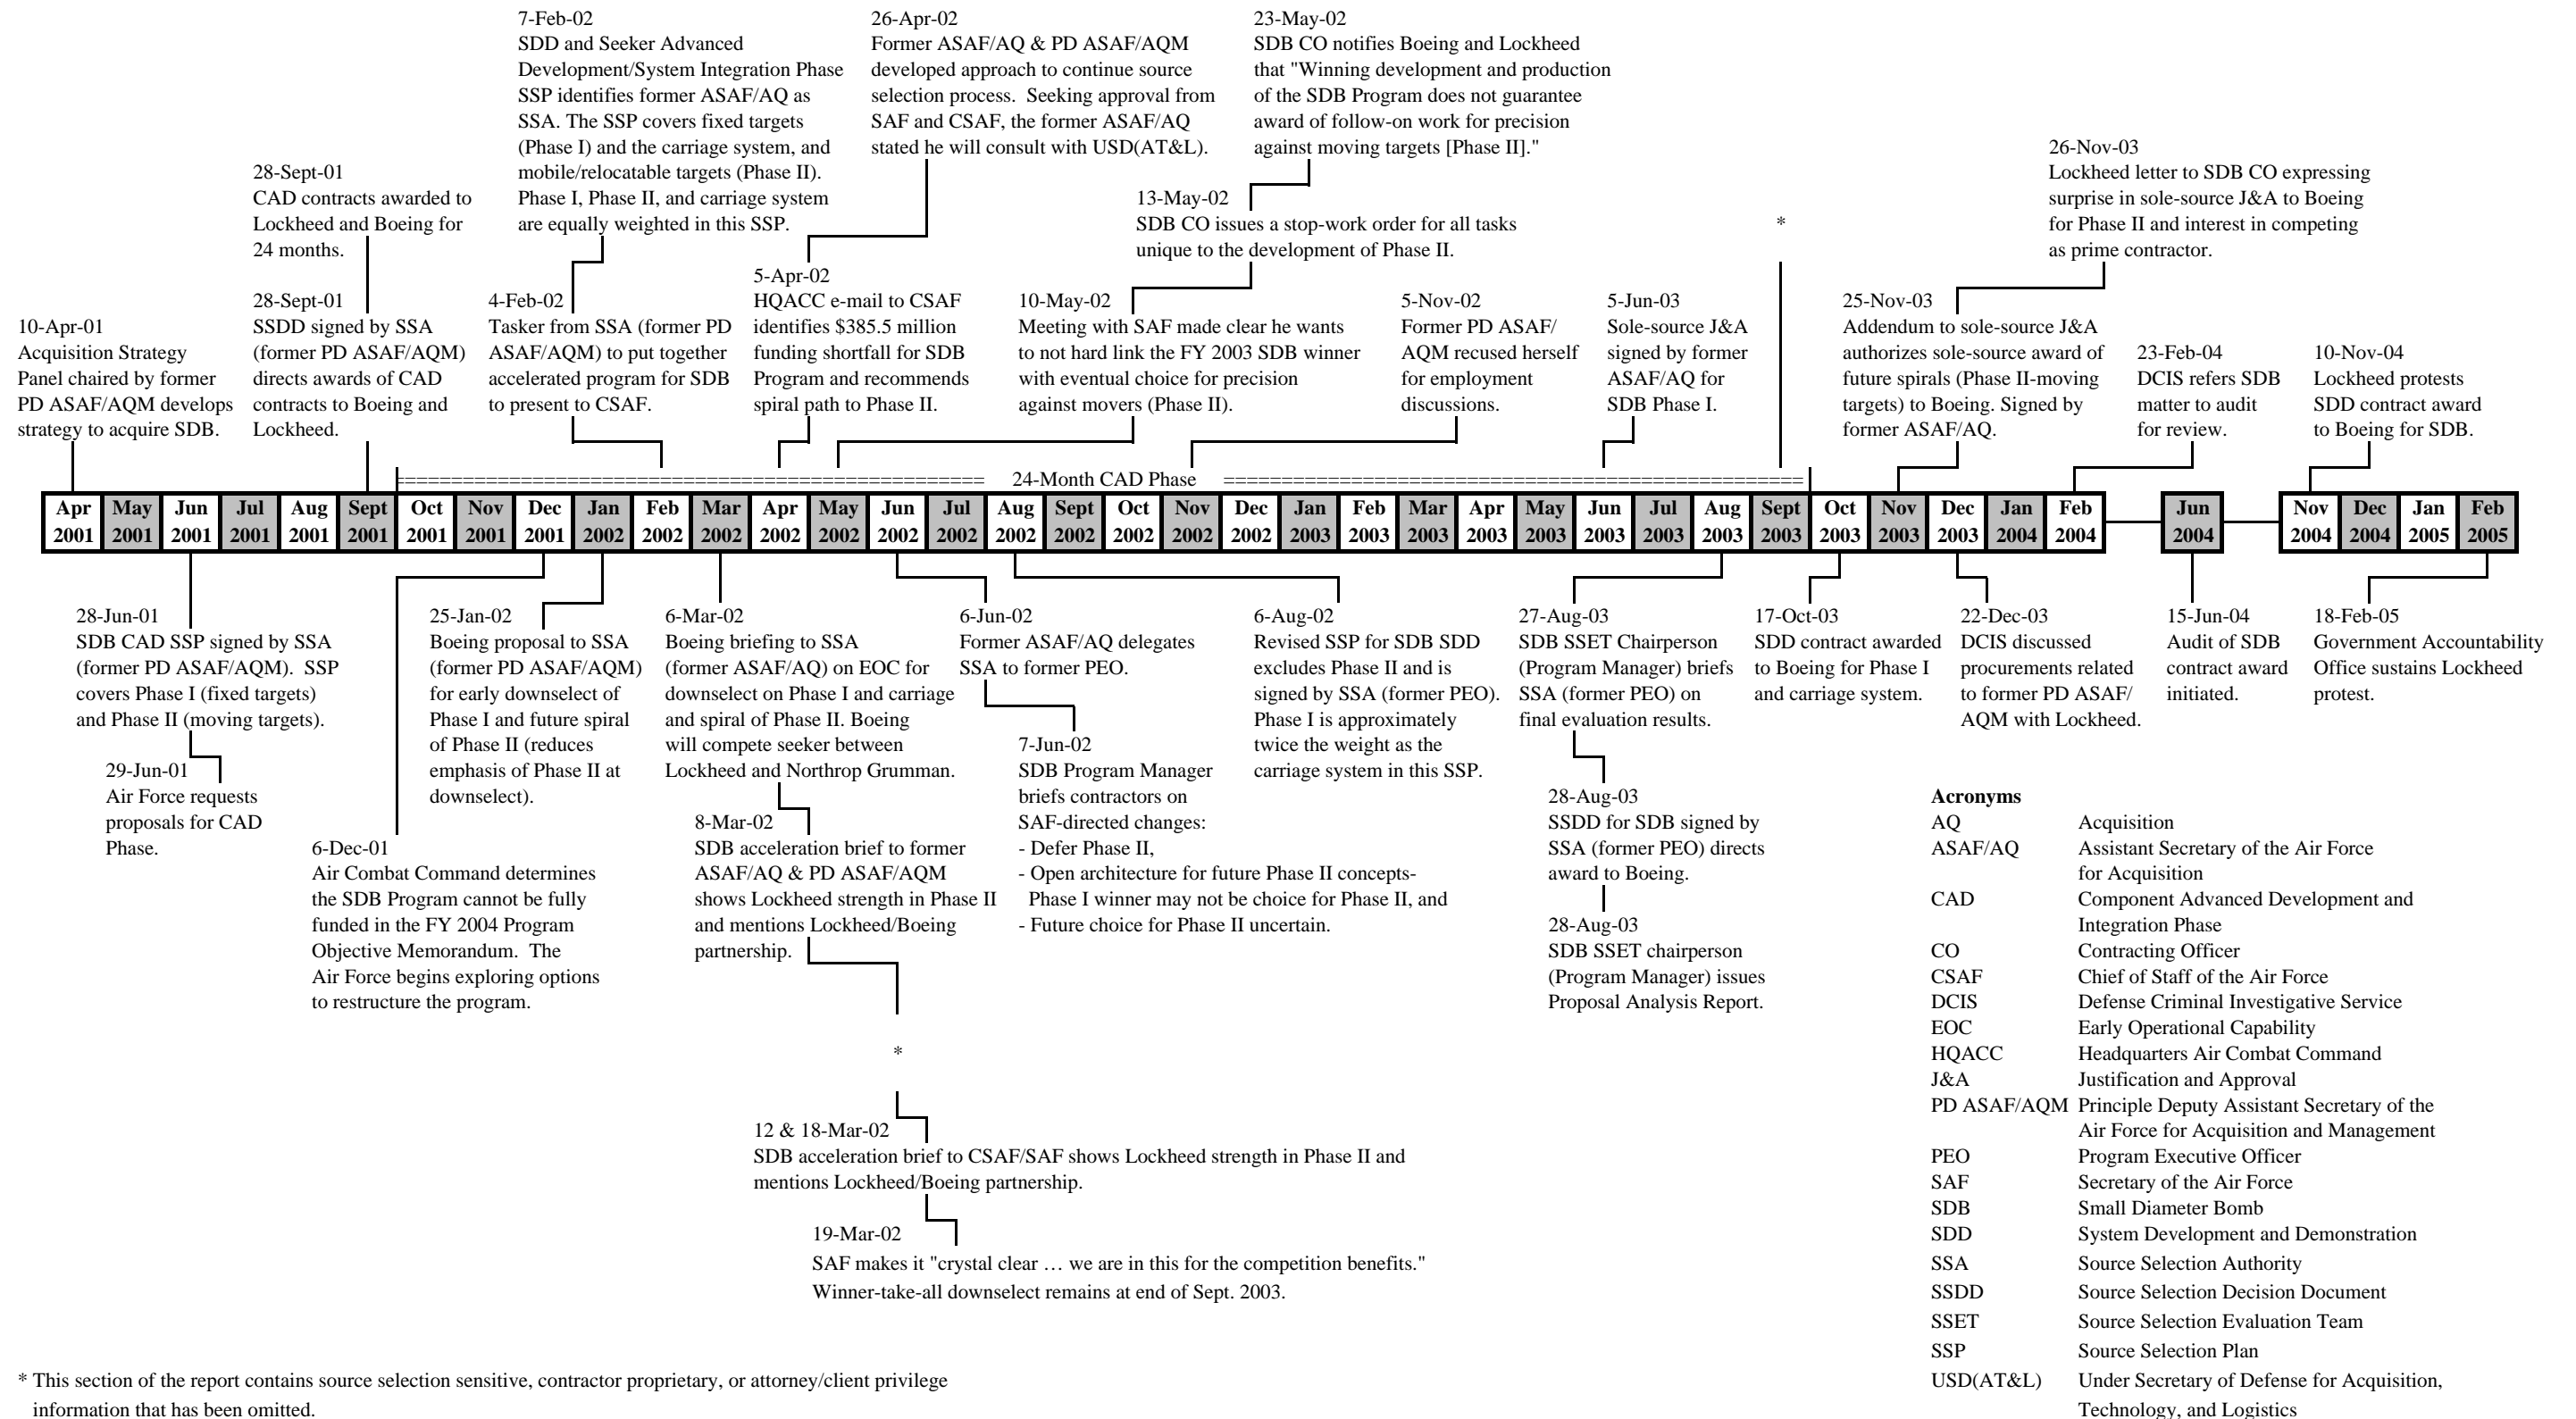 7-Feb-02
SDD and Seeker Advanced
Development/System Integration Phase
SSP identifies former ASAF/AQ as
SSA. The SSP covers fixed targets
(Phase I) and the carriage system, and
mobile/relocatable targets (Phase II).
Phase I, Phase II, and carriage system
are equally weighted in this SSP.
26-Apr-02
Former ASAF/AQ & PD ASAF/AQM
developed approach to continue source
selection process.  Seeking approval from
SAF and CSAF, the former ASAF/AQ
stated he will consult with USD(AT&L).
23-May-02
SDB CO notifies Boeing and Lockheed
that "Winning development and production
of the SDB Program does not guarantee
award of follow-on work for precision
against moving targets [Phase II]."
26-Nov-03
Lockheed letter to SDB CO expressing
surprise in sole-source J&A to Boeing
for Phase II and interest in competing
as prime contractor.
28-Sept-01
CAD contracts awarded to
Lockheed and Boeing for
24 months.
13-May-02
SDB CO issues a stop-work order for all tasks
unique to the development of Phase II.
*
10-Apr-01
Acquisition Strategy
Panel chaired by former
PD ASAF/AQM develops
strategy to acquire SDB.
28-Sept-01
SSDD signed by SSA
(former PD ASAF/AQM)
directs awards of CAD
contracts to Boeing and
Lockheed.
4-Feb-02
Tasker from SSA (former PD
ASAF/AQM) to put together
accelerated program for SDB
to present to CSAF.
5-Apr-02
HQACC e-mail to CSAF
identifies $385.5 million
funding shortfall for SDB
Program and recommends
spiral path to Phase II.
10-May-02
Meeting with SAF made clear he wants
to not hard link the FY 2003 SDB winner
with eventual choice for precision
against movers (Phase II).
5-Nov-02
Former PD ASAF/
AQM recused herself
for employment
discussions.
5-Jun-03
Sole-source J&A
signed by former
ASAF/AQ for
SDB Phase I.
25-Nov-03
Addendum to sole-source J&A
authorizes sole-source award of
future spirals (Phase II-moving
targets) to Boeing. Signed by
former ASAF/AQ.
23-Feb-04
DCIS refers SDB
matter to audit
for review.
10-Nov-04
Lockheed protests
SDD contract award
to Boeing for SDB.
24-Month CAD Phase
Apr May Jun Jul Aug Sept Oct Nov Dec Jan Feb Mar Apr May Jun Jul Aug Sept Oct Nov Dec Jan Feb Mar Apr May Jun Jul Aug Sept Oct Nov Dec Jan Feb Jun Nov Dec Jan Feb
2001 2001 2001 2001 2001 2001 2001 2001 2001 2002 2002 2002 2002 2002 2002 2002 2002 2002 2002 2002 2002 2003 2003 2003 2003 2003 2003 2003 2003 2003 2003 2003 2003 2004 2004 2004 2004 2004 2005 2005
28-Jun-01
SDB CAD SSP signed by SSA
(former PD ASAF/AQM).  SSP
covers Phase I (fixed targets)
and Phase II (moving targets).
29-Jun-01
Air Force requests
proposals for CAD
Phase.
6-Dec-01
Air Combat Command determines
the SDB Program cannot be fully
funded in the FY 2004 Program
Objective Memorandum.  The
Air Force begins exploring options
to restructure the program.
25-Jan-02
Boeing proposal to SSA
(former PD ASAF/AQM)
for early downselect of
Phase I and future spiral
of Phase II (reduces
emphasis of Phase II at
downselect).
6-Mar-02
Boeing briefing to SSA
(former ASAF/AQ) on EOC for
downselect on Phase I and carriage
and spiral of Phase II. Boeing
will compete seeker between
Lockheed and Northrop Grumman.
8-Mar-02
SDB acceleration brief to former
ASAF/AQ & PD ASAF/AQM
shows Lockheed strength in Phase II
and mentions Lockheed/Boeing
partnership.
*
12 & 18-Mar-02
SDB acceleration brief to CSAF/SAF shows Lockheed strength in Phase II and
mentions Lockheed/Boeing partnership.
19-Mar-02
SAF makes it "crystal clear … we are in this for the competition benefits."
Winner-take-all downselect remains at end of Sept. 2003.
6-Jun-02
Former ASAF/AQ delegates
SSA to former PEO.
7-Jun-02
SDB Program Manager
briefs contractors on
SAF-directed changes:
- Defer Phase II,
- Open architecture for future Phase II concepts-
Phase I winner may not be choice for Phase II, and
- Future choice for Phase II uncertain.
6-Aug-02
Revised SSP for SDB SDD
excludes Phase II and is
signed by SSA (former PEO).
Phase I is approximately
twice the weight as the
carriage system in this SSP.
27-Aug-03
SDB SSET Chairperson
(Program Manager) briefs
SSA (former PEO) on
final evaluation results.
28-Aug-03
SSDD for SDB signed by
SSA (former PEO) directs
award to Boeing.
28-Aug-03
SDB SSET chairperson
(Program Manager) issues
Proposal Analysis Report.
17-Oct-03
SDD contract awarded
to Boeing for Phase I
and carriage system.
22-Dec-03
DCIS discussed
procurements related
to former PD ASAF/
AQM with Lockheed.
15-Jun-04
Audit of SDB
contract award
initiated.
18-Feb-05
Government Accountability
Office sustains Lockheed
protest.
Acronyms
AQ Acquisition
ASAF/AQ Assistant Secretary of the Air Force
for Acquisition
CAD Component Advanced Development and
Integration Phase
CO Contracting Officer
CSAF Chief of Staff of the Air Force
DCIS Defense Criminal Investigative Service
EOC Early Operational Capability
HQACC Headquarters Air Combat Command
J&A Justification and Approval
PD ASAF/AQM Principle Deputy Assistant Secretary of the
Air Force for Acquisition and Management
PEO Program Executive Officer
SAF Secretary of the Air Force
SDB Small Diameter Bomb
SDD System Development and Demonstration
SSA Source Selection Authority
SSDD Source Selection Decision Document
SSET Source Selection Evaluation Team
SSP Source Selection Plan
USD(AT&L) Under Secretary of Defense for Acquisition,
Technology, and Logistics
* This section of the report contains source selection sensitive, contractor proprietary, or attorney/client privilege
information that has been omitted.